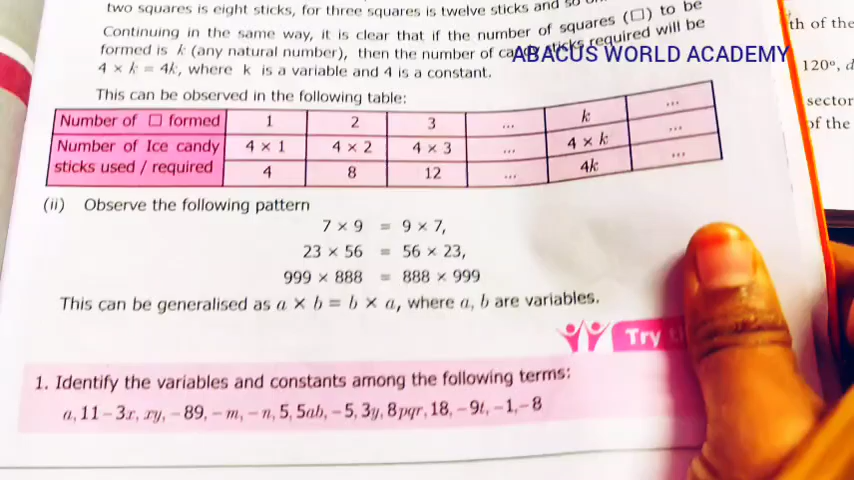 two squares is eight sticks, for three squares is twelve sticks and so
Continuing in the same way, it is clear that if the number of squares (□) to be
formed is k (any natural number), then the number of candy sticks required will be
4 × k = 4k, where k is a variable and 4 is a constant.
ABACUS WORLD ACADEMY
This can be observed in the following table:
Number of □ formed 1 2 3 ... k ...
Number of Ice candy sticks used / required 4 × 1 4 × 2 4 × 3 ... 4 × k ...
4 8 12 ... 4k ...
(ii) Observe the following pattern
7 × 9 = 9 × 7,
23 × 56 = 56 × 23,
999 × 888 = 888 × 999
This can be generalised as a × b = b × a, where a, b are variables.
Try
1. Identify the variables and constants among the following terms:
a, 11 – 3x, xy, – 89, – m, – n, 5, 5ab, – 5, 3y, 8pqr, 18, – 9t, – 1, – 8
th of the
120°, d
sector
of the